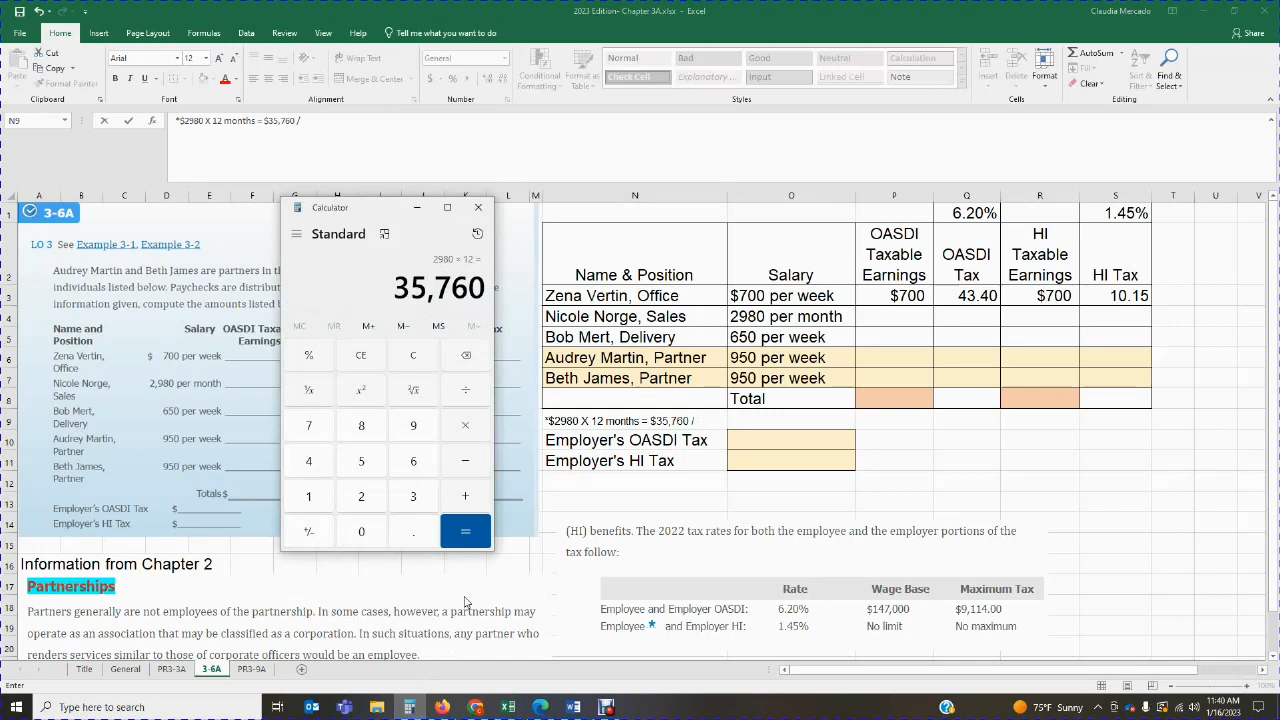 2023 Edition- Chapter 3A.xlsx - Excel
Claudia Mercado
File Home Insert Page Layout Formulas Data Review View Help Tell me what you want to do
Share
Paste
Cut
Copy
Format Painter
Clipboard
Arial 12
B I U
Font
Wrap Text
Merge & Center
Alignment
General
Number
Conditional Formatting
Format as Table
Normal Bad Good Neutral Calculation
Check Cell Explanatory ... Input Linked Cell Note
Styles
Insert Delete Format
Cells
AutoSum
Fill
Clear
Sort & Filter
Find & Select
Editing
N9
*$2980 X 12 months = $35,760 /
A B C D E F G H I J K L M N O P Q R S T U V
3-6A
LO 3 See Example 3-1, Example 3-2
Audrey Martin and Beth James are partners in th
individuals listed below. Paychecks are distribut
information given, compute the amounts listed b
Name and Position
Salary
OASDI Taxa
Earnings
Zena Vertin, Office
$ 700 per week
Nicole Norge, Sales
2,980 per month
Bob Mert, Delivery
650 per week
Audrey Martin, Partner
950 per week
Beth James, Partner
950 per week
Totals $
Employer's OASDI Tax $
Employer's HI Tax $
Information from Chapter 2
Partnerships
Partners generally are not employees of the partnership. In some cases, however, a partnership may
operate as an association that may be classified as a corporation. In such situations, any partner who
renders services similar to those of corporate officers would be an employee.
Calculator
Standard
2980 × 12 =
35,760
MC MR M+ M− MS M
% CE C
¹/x x² ²√x ÷
7 8 9 ×
4 5 6 −
1 2 3 +
+/- 0 . =
6.20% 1.45%
Name & Position Salary OASDI Taxable Earnings OASDI Tax HI Taxable Earnings HI Tax
Zena Vertin, Office $700 per week $700 43.40 $700 10.15
Nicole Norge, Sales 2980 per month
Bob Mert, Delivery 650 per week
Audrey Martin, Partner 950 per week
Beth James, Partner 950 per week
Total
*$2980 X 12 months = $35,760 /
Employer's OASDI Tax
Employer's HI Tax
(HI) benefits. The 2022 tax rates for both the employee and the employer portions of the
tax follow:
Rate Wage Base Maximum Tax
Employee and Employer OASDI: 6.20% $147,000 $9,114.00
Employee * and Employer HI: 1.45% No limit No maximum
Title General PR3-3A 3-6A PR3-9A
Enter
100%
Type here to search
75°F Sunny
11:40 AM
1/16/2023